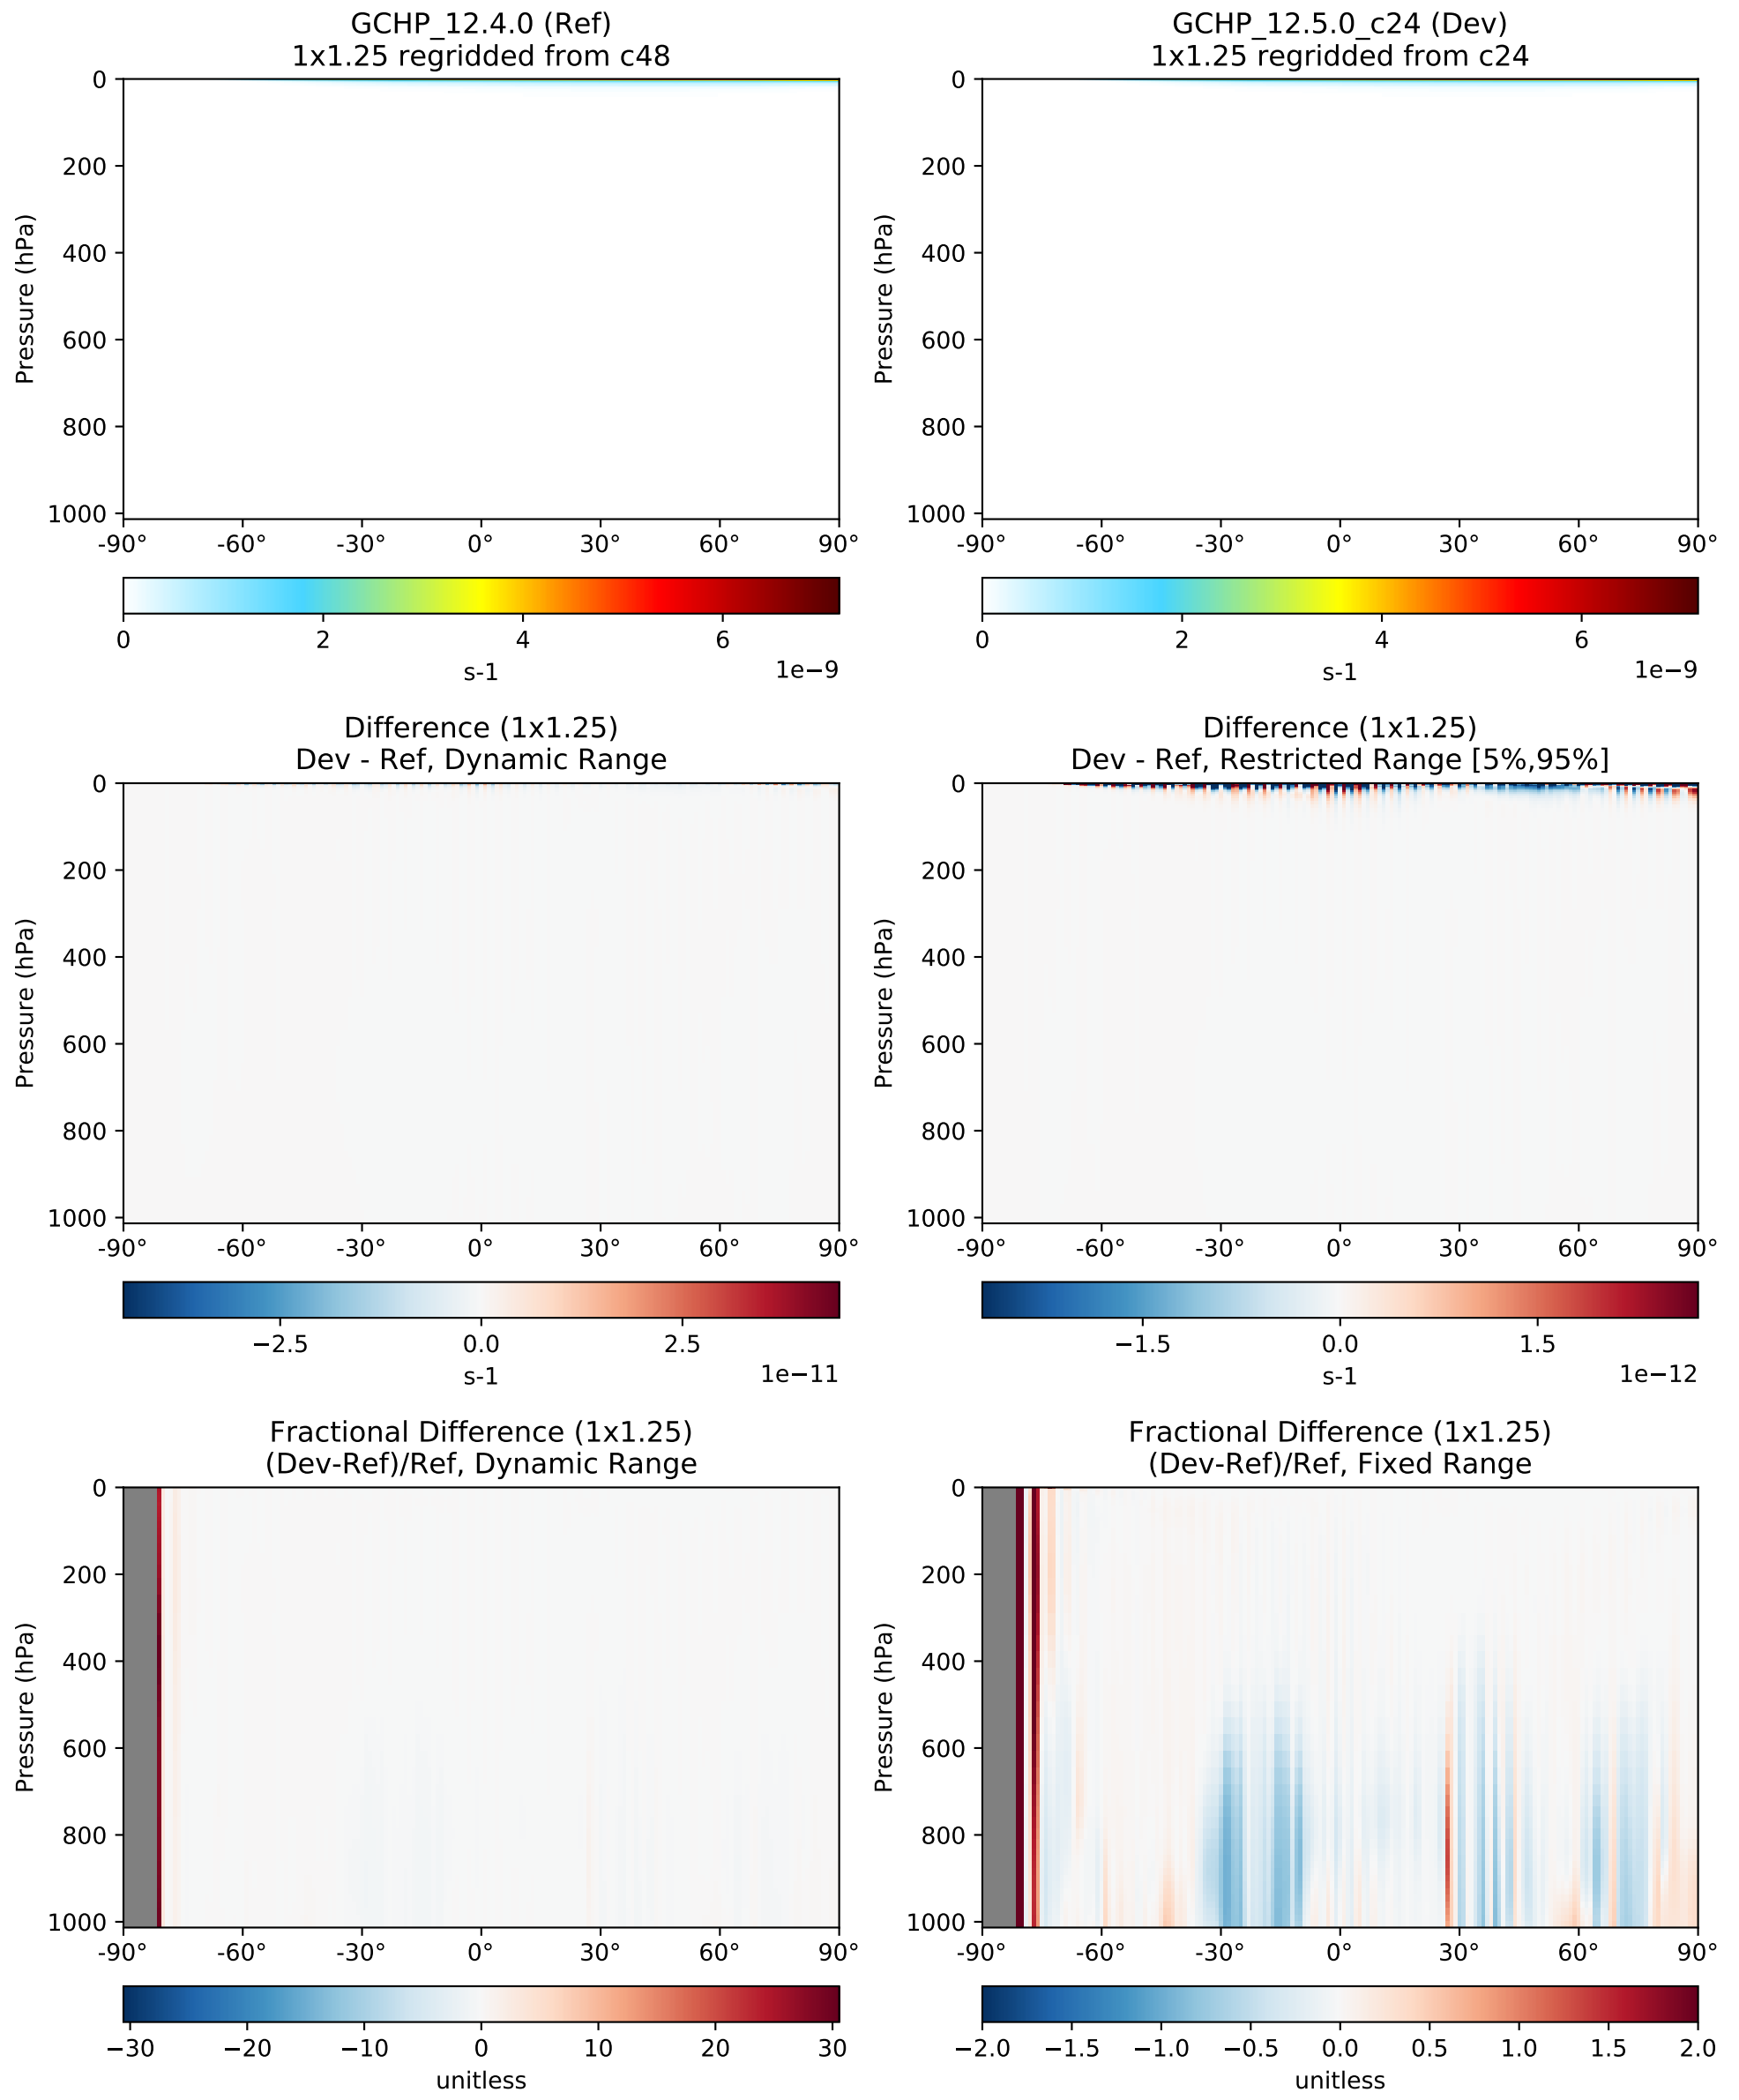 GCHP_12.4.0 (Ref)
1x1.25 regridded from c48
0
200
400
600
800
1000
Pressure (hPa)
-90° -60° -30° 0° 30° 60° 90°
0 2 4 6
s-1
1e−9
GCHP_12.5.0_c24 (Dev)
1x1.25 regridded from c24
0
200
400
600
800
1000
Pressure (hPa)
-90° -60° -30° 0° 30° 60° 90°
0 2 4 6
s-1
1e−9
Difference (1x1.25)
Dev - Ref, Dynamic Range
0
200
400
600
800
1000
Pressure (hPa)
-90° -60° -30° 0° 30° 60° 90°
−2.5 0.0 2.5
s-1
1e−11
Difference (1x1.25)
Dev - Ref, Restricted Range [5%,95%]
0
200
400
600
800
1000
Pressure (hPa)
-90° -60° -30° 0° 30° 60° 90°
−1.5 0.0 1.5
s-1
1e−12
Fractional Difference (1x1.25)
(Dev-Ref)/Ref, Dynamic Range
0
200
400
600
800
1000
Pressure (hPa)
-90° -60° -30° 0° 30° 60° 90°
−30 −20 −10 0 10 20 30
unitless
Fractional Difference (1x1.25)
(Dev-Ref)/Ref, Fixed Range
0
200
400
600
800
1000
Pressure (hPa)
-90° -60° -30° 0° 30° 60° 90°
−2.0 −1.5 −1.0 −0.5 0.0 0.5 1.0 1.5 2.0
unitless